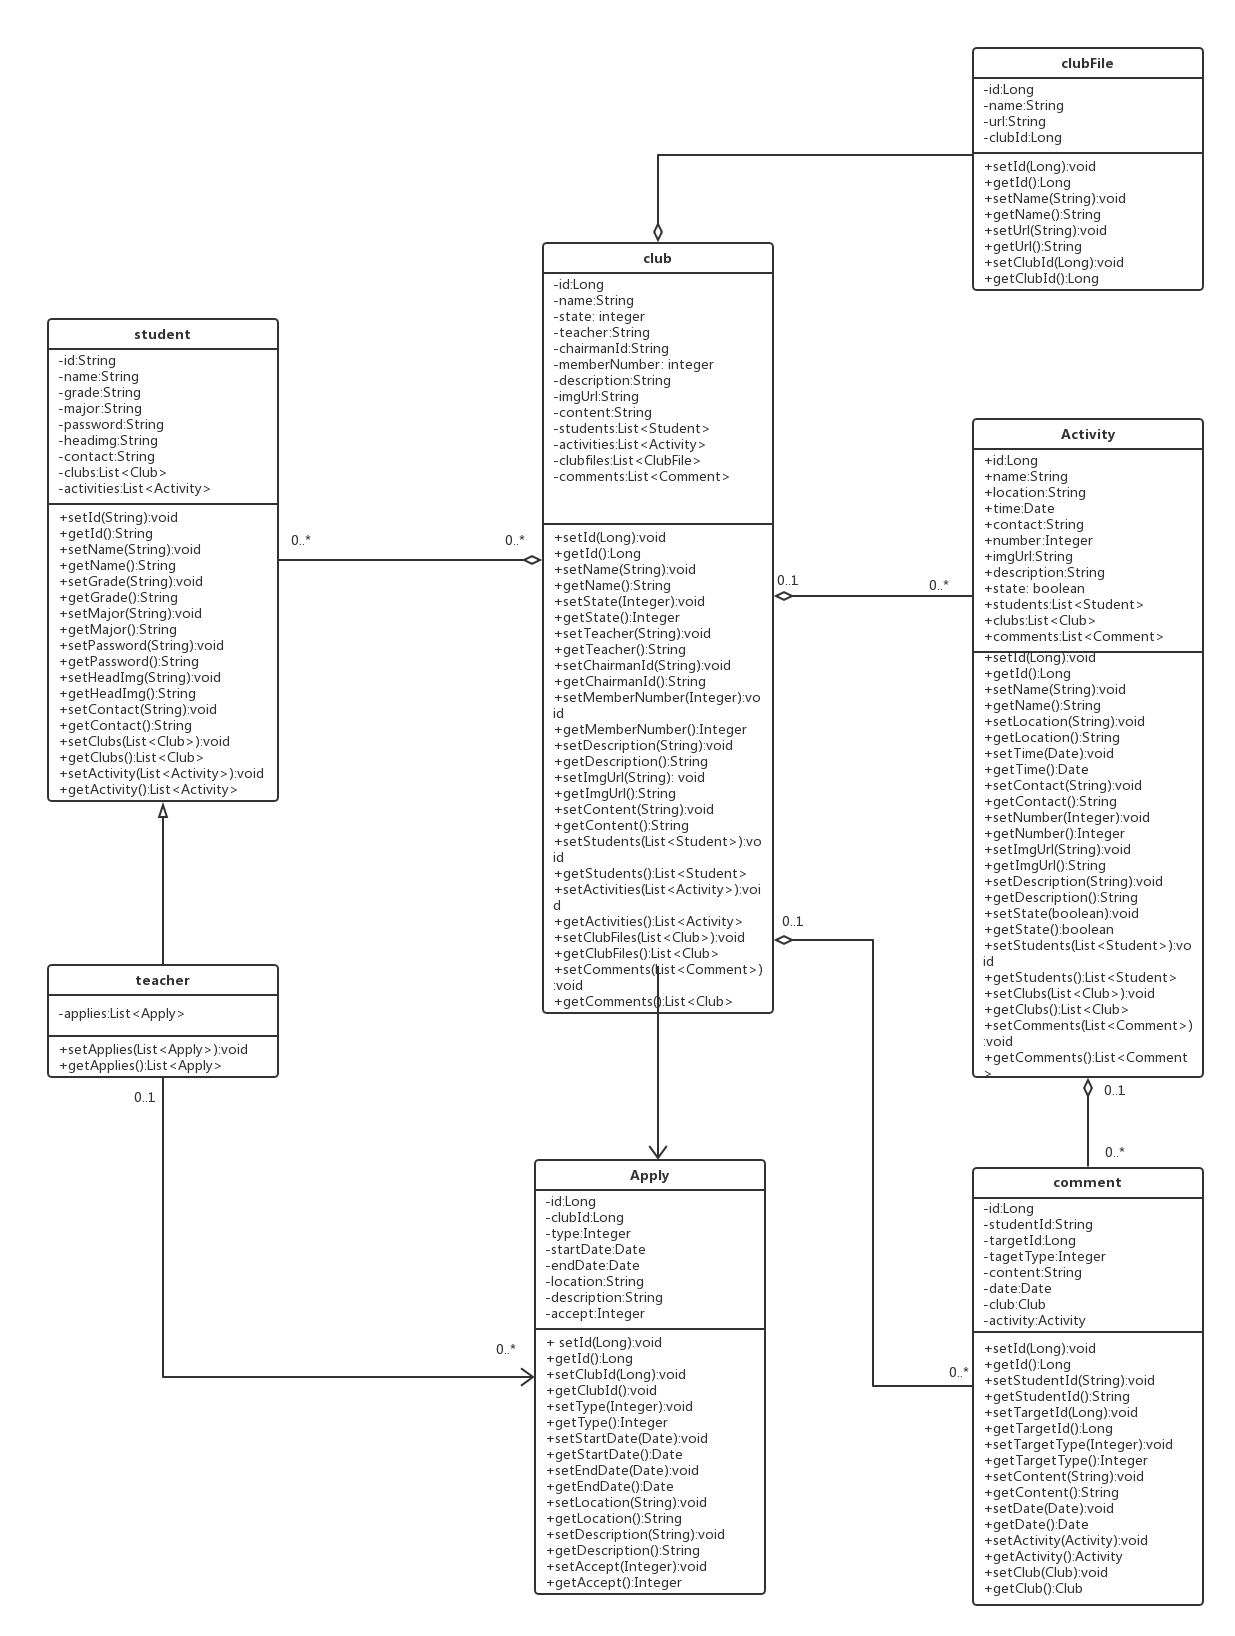 clubFile
-id:Long
-name:String
-url:String
-clubId:Long
+setId(Long):void
+getId():Long
+setName(String):void
+getName():String
+setUrl(String):void
+getUrl():String
+setClubId(Long):void
+getClubId():Long
club
-id:Long
-name:String
-state: integer
-teacher:String
-chairmanId:String
-memberNumber: integer
-description:String
-imgUrl:String
-content:String
-students:List<Student>
-activities:List<Activity>
-clubfiles:List<ClubFile>
-comments:List<Comment>
+setId(Long):void
+getId():Long
+setName(String):void
+getName():String
+setState(Integer):void
+getState():Integer
+setTeacher(String):void
+getTeacher():String
+setChairmanId(String):void
+getChairmanId():String
+setMemberNumber(Integer):vo
id
+getMemberNumber():Integer
+setDescription(String):void
+getDescription():String
+setImgUrl(String): void
+getImgUrl():String
+setContent(String):void
+getContent():String
+setStudents(List<Student>):vo
id
+getStudents():List<Student>
+setActivities(List<Activity>):voi
d
+getActivities():List<Activity>
+setClubFiles(List<Club>):void
+getClubFiles():List<Club>
+setComments(List<Comment>)
:void
+getComments():List<Club>
student
-id:String
-name:String
-grade:String
-major:String
-password:String
-headimg:String
-contact:String
-clubs:List<Club>
-activities:List<Activity>
+setId(String):void
+getId():String
+setName(String):void
+getName():String
+setGrade(String):void
+getGrade():String
+setMajor(String):void
+getMajor():String
+setPassword(String):void
+getPassword():String
+setHeadImg(String):void
+getHeadImg():String
+setContact(String):void
+getContact():String
+setClubs(List<Club>):void
+getClubs():List<Club>
+setActivity(List<Activity>):void
+getActivity():List<Activity>
0..*
0..*
Activity
+id:Long
+name:String
+location:String
+time:Date
+contact:String
+number:Integer
+imgUrl:String
+description:String
+state: boolean
+students:List<Student>
+clubs:List<Club>
+comments:List<Comment>
+setId(Long):void
+getId():Long
+setName(String):void
+getName():String
+setLocation(String):void
+getLocation():String
+setTime(Date):void
+getTime():Date
+setContact(String):void
+getContact():String
+setNumber(Integer):void
+getNumber():Integer
+setImgUrl(String):void
+getImgUrl():String
+setDescription(String):void
+getDescription():String
+setState(boolean):void
+getState():boolean
+setStudents(List<Student>):vo
id
+getStudents():List<Student>
+setClubs(List<Club>):void
+getClubs():List<Club>
+setComments(List<Comment>)
:void
+getComments():List<Comment
>
0..1
0..*
0..1
0..*
teacher
-applies:List<Apply>
+setApplies(List<Apply>):void
+getApplies():List<Apply>
0..1
0..*
Apply
-id:Long
-clubId:Long
-type:Integer
-startDate:Date
-endDate:Date
-location:String
-description:String
-accept:Integer
+ setId(Long):void
+getId():Long
+setClubId(Long):void
+getClubId():void
+setType(Integer):void
+getType():Integer
+setStartDate(Date):void
+getStartDate():Date
+setEndDate(Date):void
+getEndDate():Date
+setLocation(String):void
+getLocation():String
+setDescription(String):void
+getDescription():String
+setAccept(Integer):void
+getAccept():Integer
0..1
0..*
comment
-id:Long
-studentId:String
-targetId:Long
-tagetType:Integer
-content:String
-date:Date
-club:Club
-activity:Activity
+setId(Long):void
+getId():Long
+setStudentId(String):void
+getStudentId():String
+setTargetId(Long):void
+getTargetId():Long
+setTargetType(Integer):void
+getTargetType():Integer
+setContent(String):void
+getContent():String
+setDate(Date):void
+getDate():Date
+setActivity(Activity):void
+getActivity():Activity
+setClub(Club):void
+getClub():Club